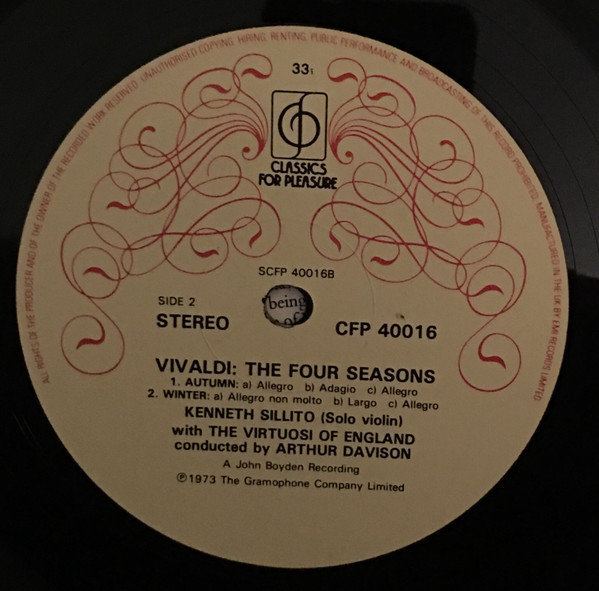 ALL RIGHTS OF THE PRODUCER AND OF THE OWNER OF THE RECORDED WORK RESERVED. UNAUTHORISED COPYING, HIRING, RENTING, PUBLIC PERFORMANCE AND BROADCASTING OF THIS RECORD PROHIBITED. MANUFACTURED IN THE UK BY EMI RECORDS LIMITED
33⅓
CLASSICS
FOR PLEASURE
SCFP 40016B
SIDE 2
STEREO
being
of
CFP 40016
VIVALDI: THE FOUR SEASONS
1. AUTUMN: a) Allegro b) Adagio c) Allegro
2. WINTER: a) Allegro non molto b) Largo c) Allegro
KENNETH SILLITO (Solo violin)
with THE VIRTUOSI OF ENGLAND
conducted by ARTHUR DAVISON
A John Boyden Recording
℗1973 The Gramophone Company Limited